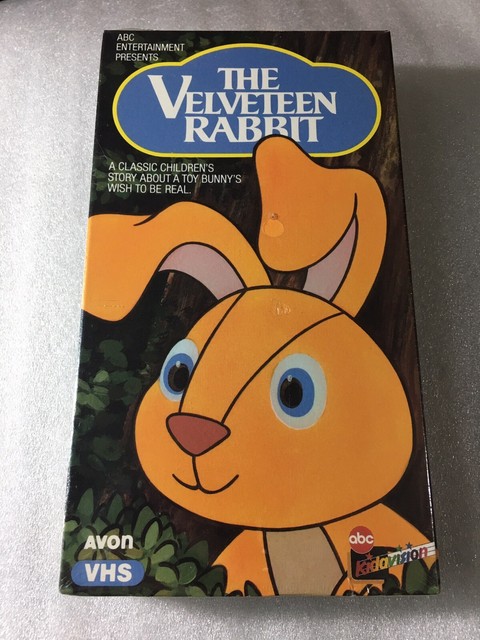 ABC
ENTERTAINMENT
PRESENTS
THE
VELVETEEN
RABBIT
A CLASSIC CHILDREN'S
STORY ABOUT A TOY BUNNY'S
WISH TO BE REAL.
AVON
VHS
abc
kidavision